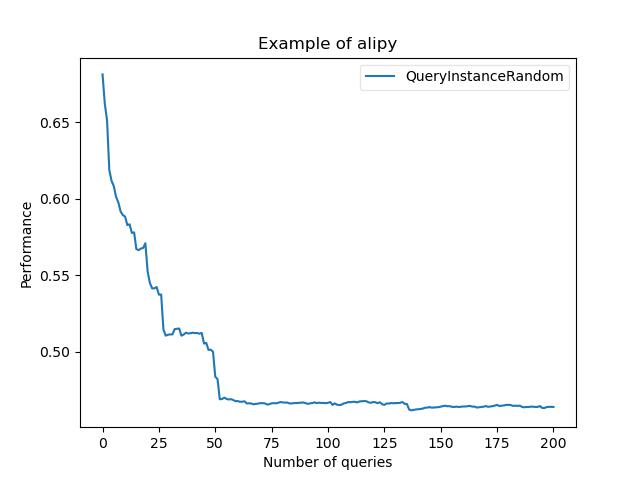 Example of alipy
QueryInstanceRandom
Performance
0.65
0.60
0.55
0.50
0 25 50 75 100 125 150 175 200
Number of queries